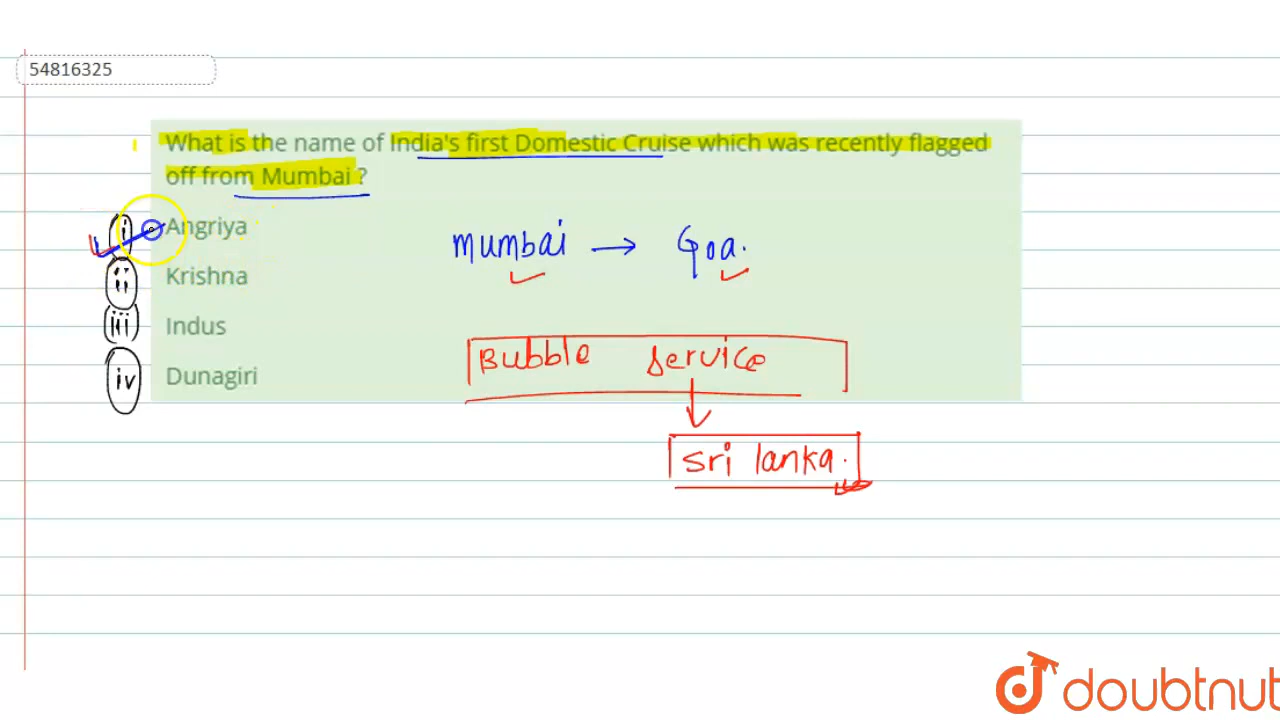 54816325
What is the name of India's first Domestic Cruise which was recently flagged
off from Mumbai ?
i Angriya
ii Krishna
iii Indus
iv Dunagiri
mumbai → Goa.
Bubble service
sri lanka.
doubtnut